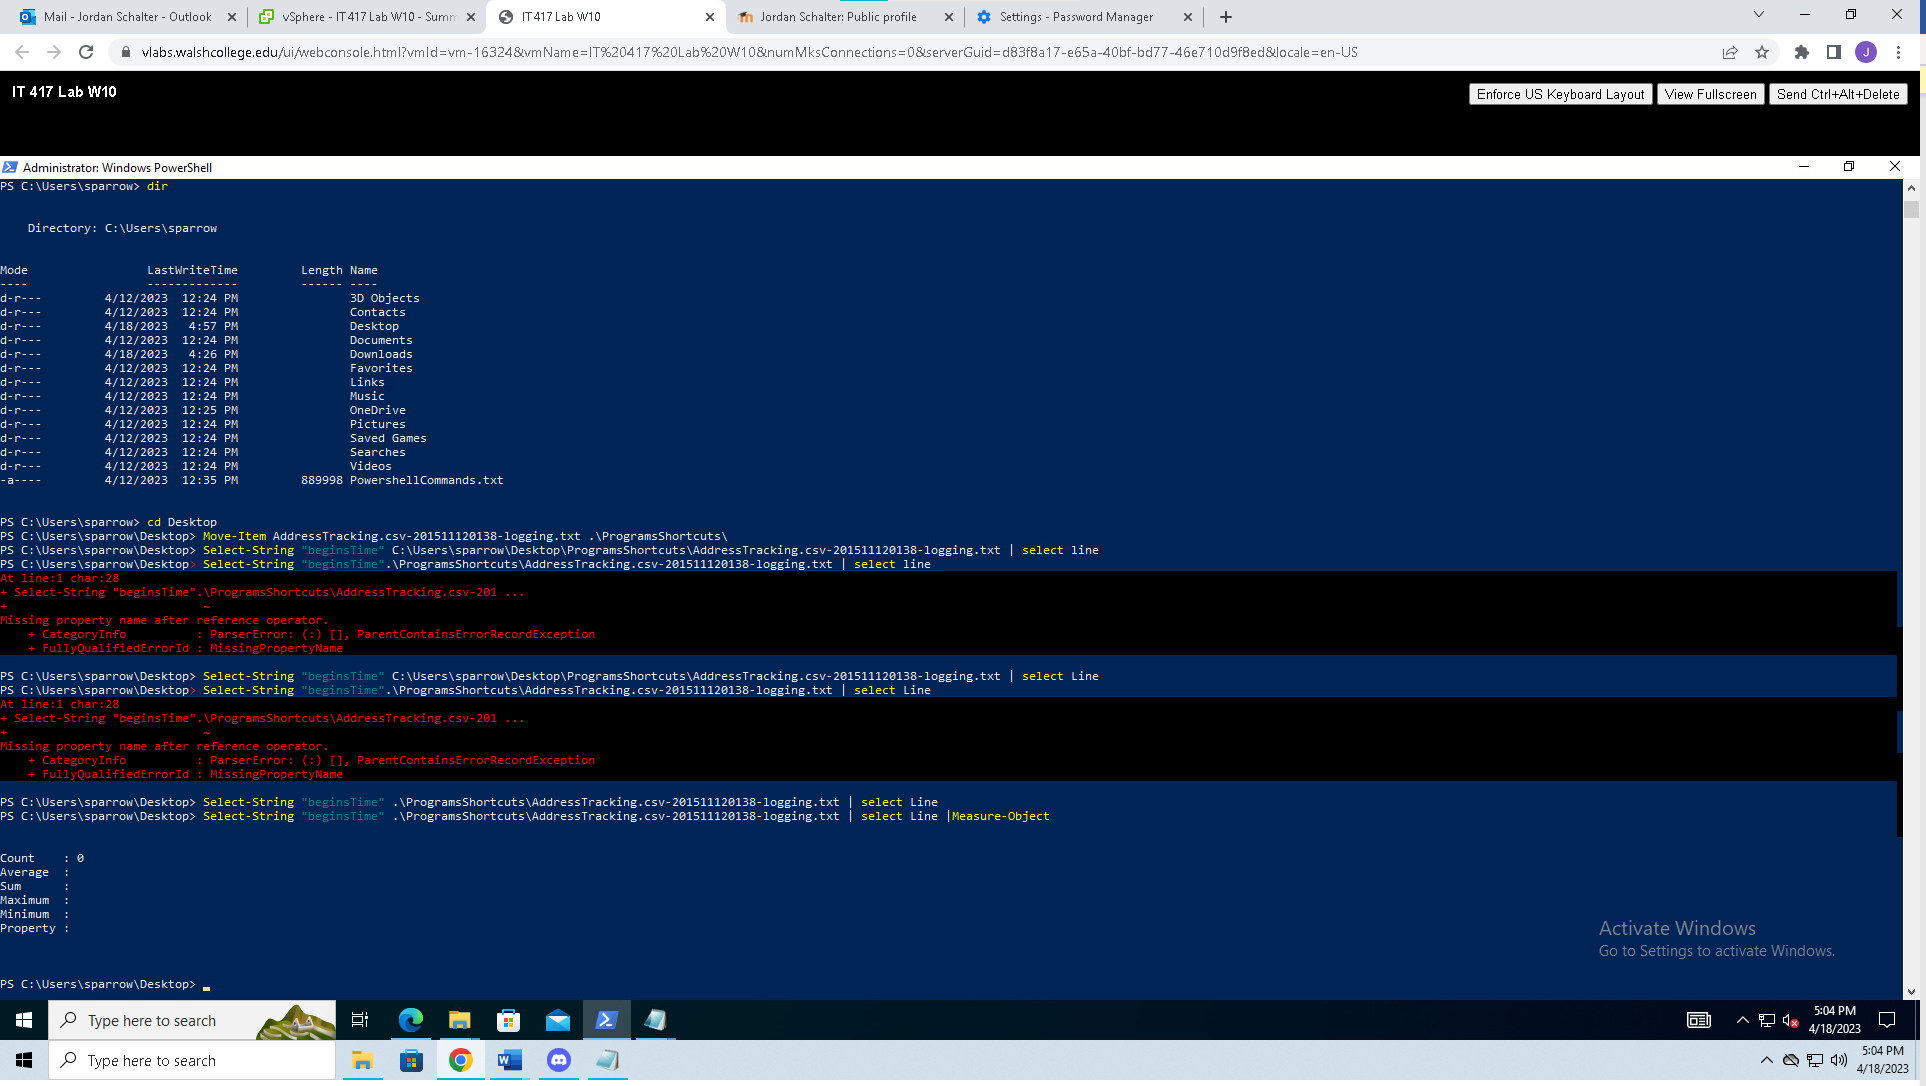 Mail - Jordan Schalter - Outlook
vSphere - IT417 Lab W10 - Summ
IT417 Lab W10
Jordan Schalter: Public profile
Settings - Password Manager
vlabs.walshcollege.edu/ui/webconsole.html?vmId=vm-16324&vmName=IT%20417%20Lab%20W10&numMksConnections=0&serverGuid=d83f8a17-e65a-40bf-bd77-46e710d9f8ed&locale=en-US
J
IT 417 Lab W10
Enforce US Keyboard Layout
View Fullscreen
Send Ctrl+Alt+Delete
Administrator: Windows PowerShell
PS C:\Users\sparrow> dir
Directory: C:\Users\sparrow
Mode LastWriteTime Length Name
---- ------------- ------ ----
d-r--- 4/12/2023 12:24 PM 3D Objects
d-r--- 4/12/2023 12:24 PM Contacts
d-r--- 4/18/2023 4:57 PM Desktop
d-r--- 4/12/2023 12:24 PM Documents
d-r--- 4/18/2023 4:26 PM Downloads
d-r--- 4/12/2023 12:24 PM Favorites
d-r--- 4/12/2023 12:24 PM Links
d-r--- 4/12/2023 12:24 PM Music
d-r--- 4/12/2023 12:25 PM OneDrive
d-r--- 4/12/2023 12:24 PM Pictures
d-r--- 4/12/2023 12:24 PM Saved Games
d-r--- 4/12/2023 12:24 PM Searches
d-r--- 4/12/2023 12:24 PM Videos
-a---- 4/12/2023 12:35 PM 889998 PowershellCommands.txt
PS C:\Users\sparrow> cd Desktop
PS C:\Users\sparrow\Desktop> Move-Item AddressTracking.csv-201511120138-logging.txt .\ProgramsShortcuts\
PS C:\Users\sparrow\Desktop> Select-String "beginsTime" C:\Users\sparrow\Desktop\ProgramsShortcuts\AddressTracking.csv-201511120138-logging.txt | select line
PS C:\Users\sparrow\Desktop> Select-String "beginsTime".\ProgramsShortcuts\AddressTracking.csv-201511120138-logging.txt | select line
At line:1 char:28
+ Select-String "beginsTime".\ProgramsShortcuts\AddressTracking.csv-201 ...
+ ~
Missing property name after reference operator.
+ CategoryInfo : ParserError: (:) [], ParentContainsErrorRecordException
+ FullyQualifiedErrorId : MissingPropertyName
PS C:\Users\sparrow\Desktop> Select-String "beginsTime" C:\Users\sparrow\Desktop\ProgramsShortcuts\AddressTracking.csv-201511120138-logging.txt | select Line
PS C:\Users\sparrow\Desktop> Select-String "beginsTime".\ProgramsShortcuts\AddressTracking.csv-201511120138-logging.txt | select Line
At line:1 char:28
+ Select-String "beginsTime".\ProgramsShortcuts\AddressTracking.csv-201 ...
+ ~
Missing property name after reference operator.
+ CategoryInfo : ParserError: (:) [], ParentContainsErrorRecordException
+ FullyQualifiedErrorId : MissingPropertyName
PS C:\Users\sparrow\Desktop> Select-String "beginsTime" .\ProgramsShortcuts\AddressTracking.csv-201511120138-logging.txt | select Line
PS C:\Users\sparrow\Desktop> Select-String "beginsTime" .\ProgramsShortcuts\AddressTracking.csv-201511120138-logging.txt | select Line |Measure-Object
Count : 0
Average :
Sum :
Maximum :
Minimum :
Property :
Activate Windows
Go to Settings to activate Windows.
PS C:\Users\sparrow\Desktop>
Type here to search
5:04 PM
4/18/2023
Type here to search
5:04 PM
4/18/2023